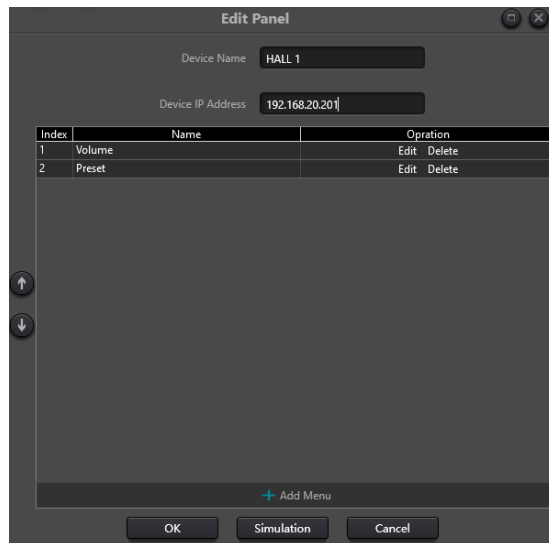 Edit Panel
Device Name HALL 1
Device IP Address 192.168.20.201
Index Name Opration
1 Volume Edit Delete
2 Preset Edit Delete
Add Menu
OK Simulation Cancel